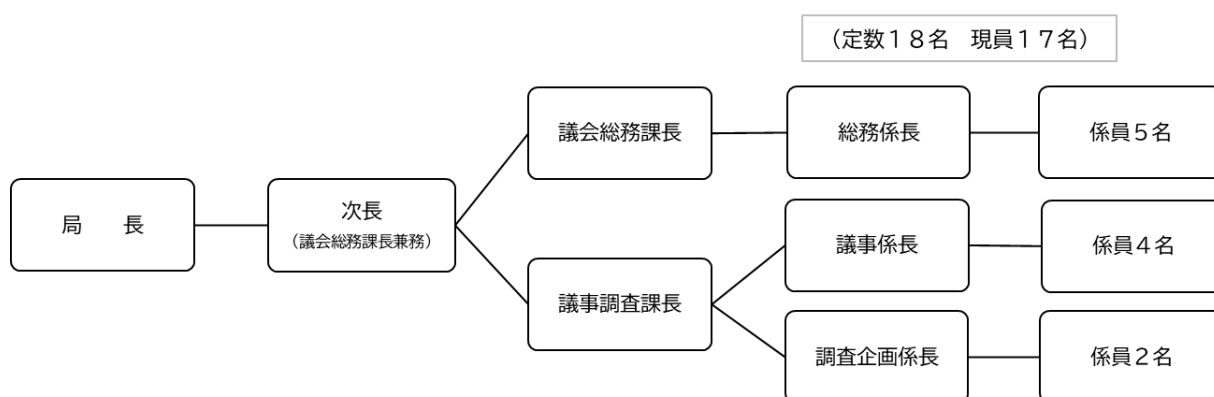 (定数18名 現員17名)
局　　長
次長
(議会総務課長兼務)
議会総務課長
総務係長
係員5名
議事調査課長
議事係長
係員4名
調査企画係長
係員2名